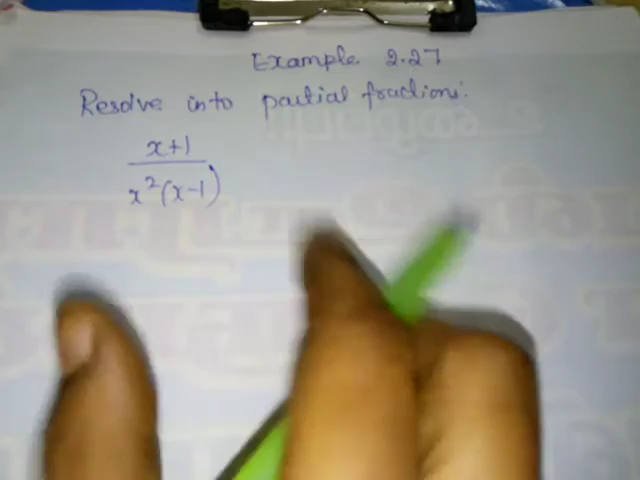 Example 2.27
Resolve into partial fractions:
x+1
x²(x-1)